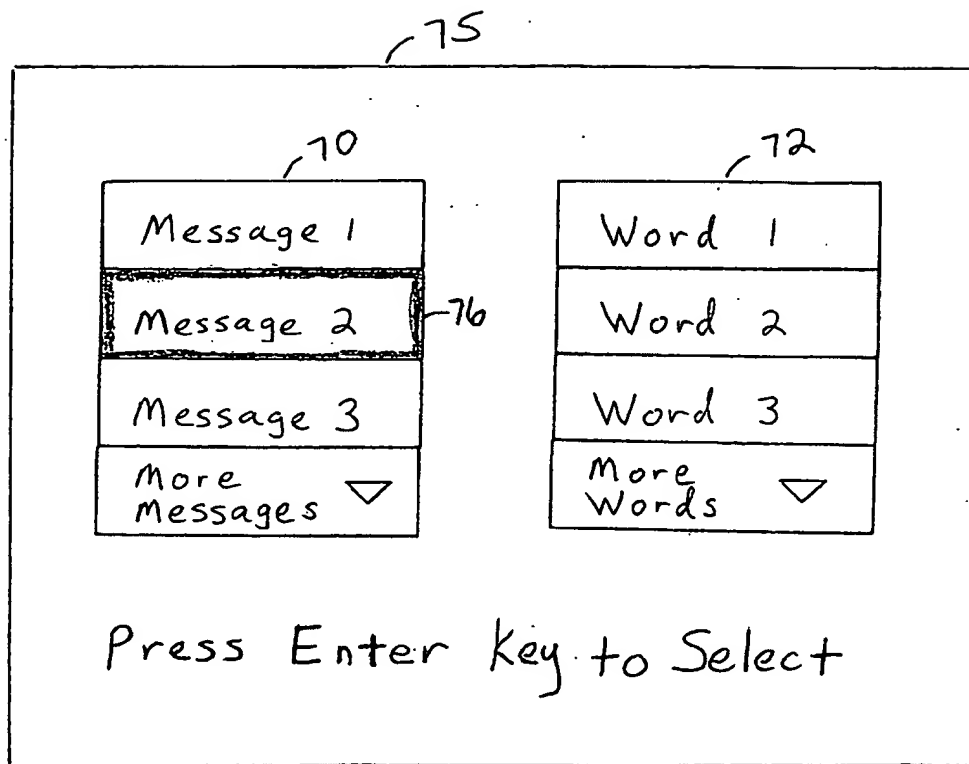 75
70
Message 1
Message 2
76
Message 3
More
Messages
72
Word 1
Word 2
Word 3
More
Words
Press Enter Key to Select